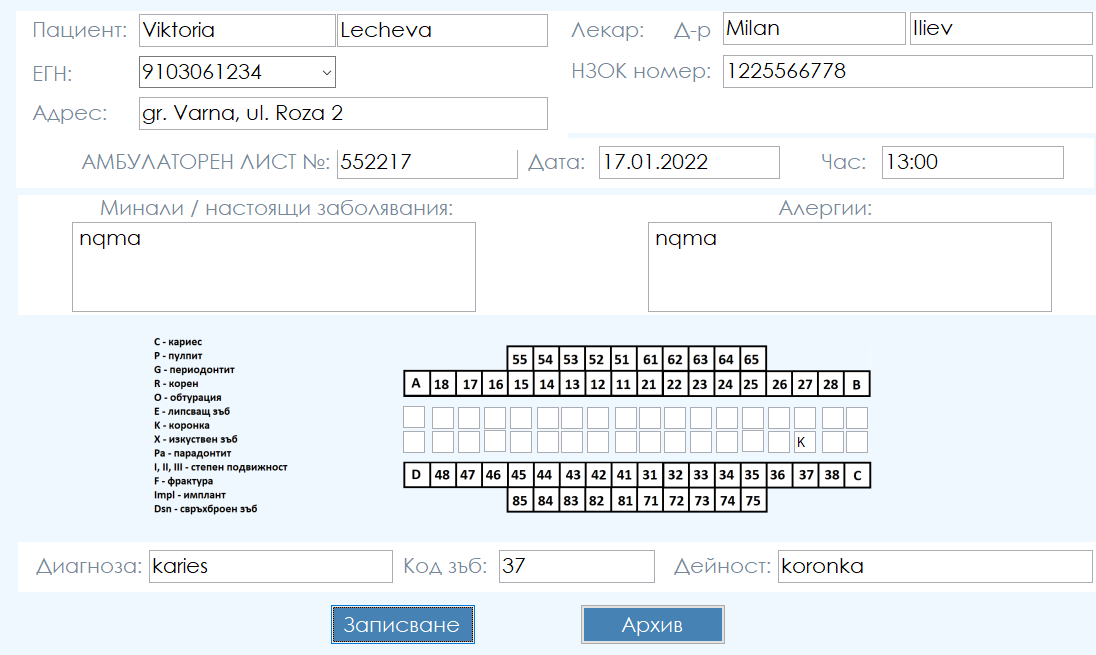 Пациент: Viktoria Lecheva Лекар: Д-р Milan Iliev
ЕГН: 9103061234 НЗОК номер: 1225566778
Адрес: gr. Varna, ul. Roza 2
АМБУЛАТОРЕН ЛИСТ №: 552217 Дата: 17.01.2022 Час: 13:00
Минали / настоящи заболявания: Алергии:
nqma nqma
C - кариес
P - пулпит
G - периодонтит
R - корен
O - обтурация
E - липсващ зъб
K - коронка
X - изкуствен зъб
Pa - парадонтит
I, II, III - степен подвижност
F - фрактура
Impl - имплант
Dsn - свръхброен зъб
55 54 53 52 51 61 62 63 64 65
A 18 17 16 15 14 13 12 11 21 22 23 24 25 26 27 28 B
K
D 48 47 46 45 44 43 42 41 31 32 33 34 35 36 37 38 C
85 84 83 82 81 71 72 73 74 75
Диагноза: karies Код зъб: 37 Дейност: koronka
Записване Архив